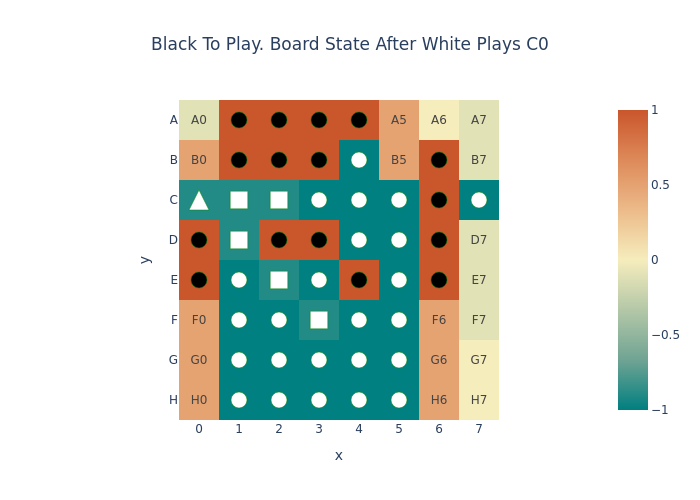 Black To Play. Board State After White Plays C0
A A0 A5 A6 A7
B B0 B5 B7
C
D D7
E E7
F F0 F6 F7
G G0 G6 G7
H H0 H6 H7
0 1 2 3 4 5 6 7
x
y
1
0.5
0
−0.5
−1